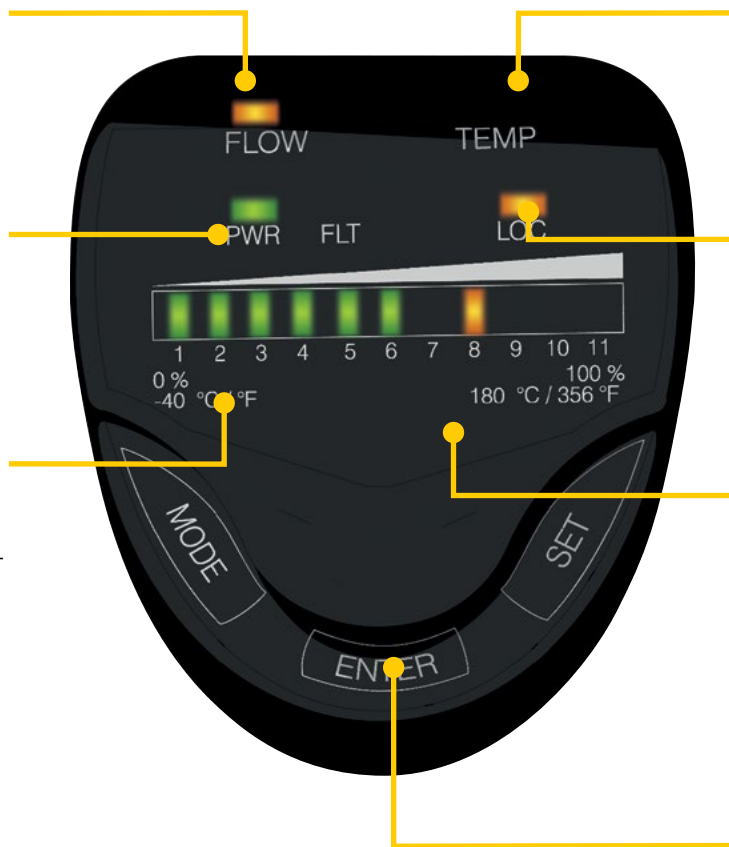 FLOW TEMP
PWR FLT LOC
1 2 3 4 5 6 7 8 9 10 11
0 % 100 %
-40 °C / °F 180 °C / 356 °F
MODE SET
ENTER